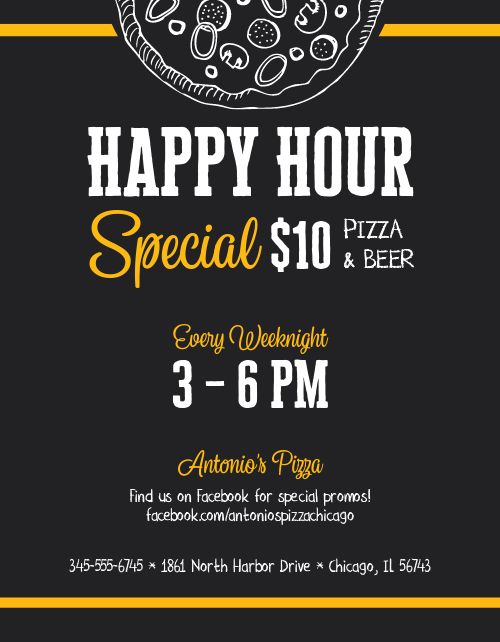 HAPPY HOUR
Special $10 PIZZA
& BEER
Every Weeknight
3 – 6 PM
Antonio's Pizza
Find us on Facebook for special promos!
facebook.com/antoniospizzachicago
345-555-6745 * 1861 North Harbor Drive * Chicago, Il 56743